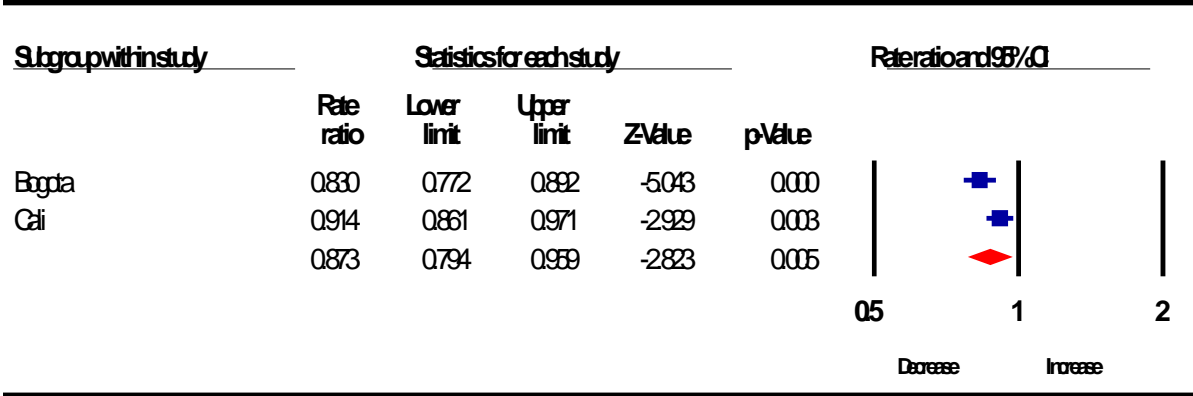 Subgroup within study Statistics for each study Rate ratio and 95% CI
Rate Lower Upper
ratio limit limit Z-Value p-Value
Bogota 0.830 0.772 0.892 -5.043 0.000
Cali 0.914 0.861 0.971 -2.929 0.003
0.873 0.794 0.959 -2.823 0.005
0.5 1 2
Decrease Increase